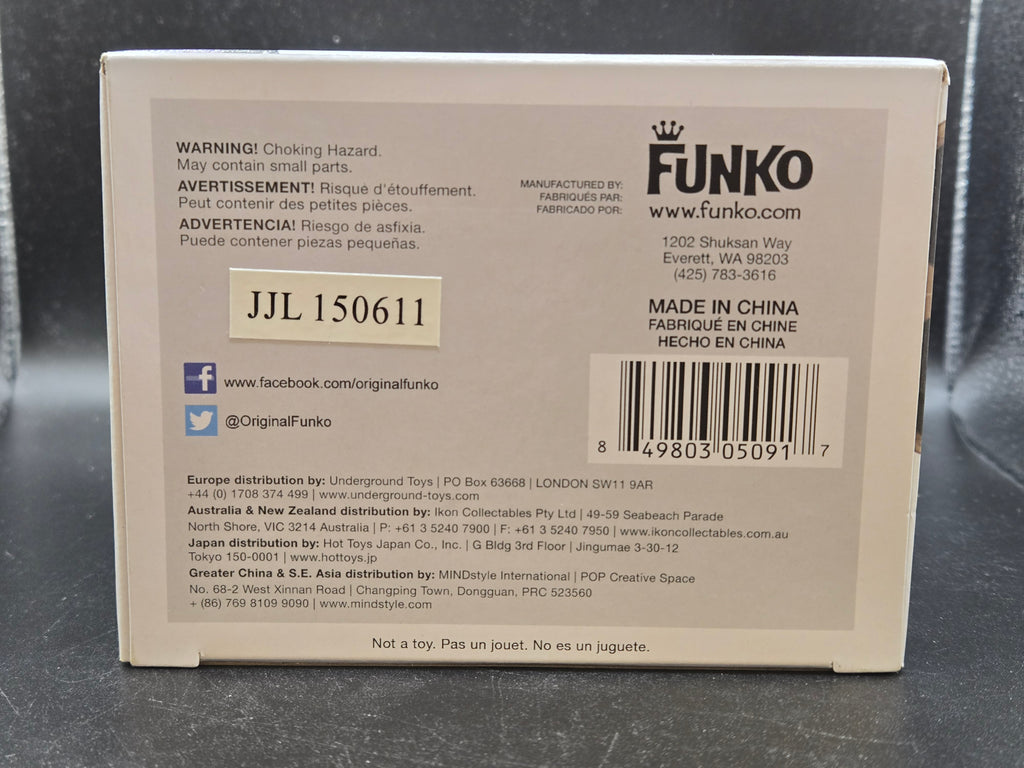 WARNING! Choking Hazard.
May contain small parts.
AVERTISSEMENT! Risque d'étouffement.
Peut contenir des petites pièces.
ADVERTENCIA! Riesgo de asfixia.
Puede contener piezas pequeñas.
MANUFACTURED BY:
FABRIQUÉS PAR:
FABRICADO POR:
FUNKO
www.funko.com
1202 Shuksan Way
Everett, WA 98203
(425) 783-3616
MADE IN CHINA
FABRIQUÉ EN CHINE
HECHO EN CHINA
JJL 150611
f www.facebook.com/originalfunko
@OriginalFunko
8 49803 05091 7
Europe distribution by: Underground Toys | PO Box 63668 | LONDON SW11 9AR
+44 (0) 1708 374 499 | www.underground-toys.com
Australia & New Zealand distribution by: Ikon Collectables Pty Ltd | 49-59 Seabeach Parade
North Shore, VIC 3214 Australia | P: +61 3 5240 7900 | F: +61 3 5240 7950 | www.ikoncollectables.com.au
Japan distribution by: Hot Toys Japan Co., Inc. | G Bldg 3rd Floor | Jingumae 3-30-12
Tokyo 150-0001 | www.hottoys.jp
Greater China & S.E. Asia distribution by: MINDstyle International | POP Creative Space
No. 68-2 West Xinnan Road | Changping Town, Dongguan, PRC 523560
+ (86) 769 8109 9090 | www.mindstyle.com
Not a toy. Pas un jouet. No es un juguete.